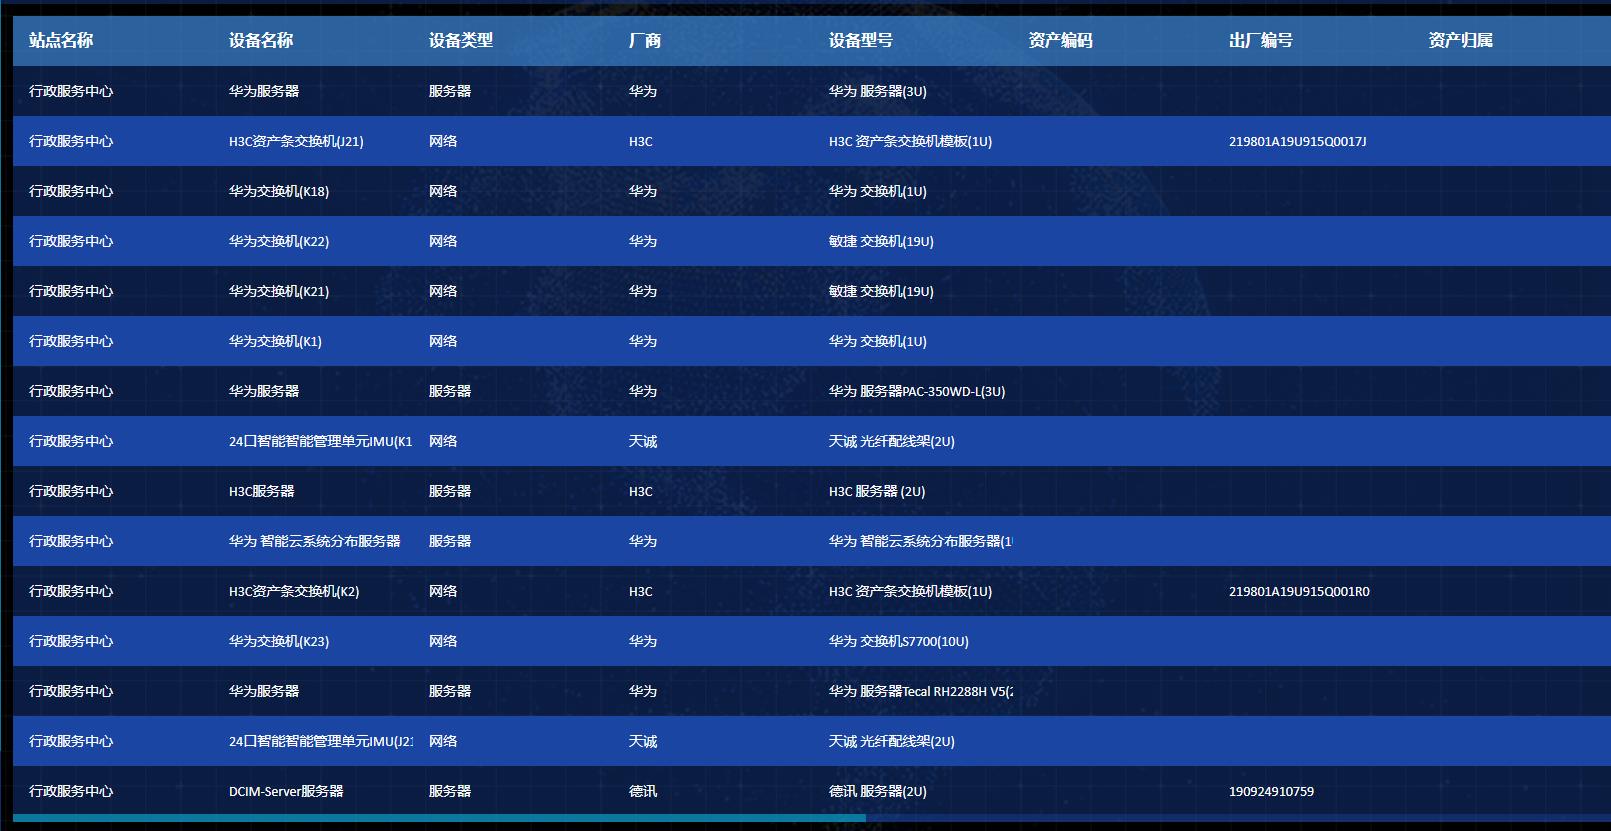 站点名称 设备名称 设备类型 厂商 设备型号 资产编码 出厂编号 资产归属
行政服务中心 华为服务器 服务器 华为 华为 服务器(3U)
行政服务中心 H3C资产条交换机(J21) 网络 H3C H3C 资产条交换机模板(1U) 219801A19U915Q0017J
行政服务中心 华为交换机(K18) 网络 华为 华为 交换机(1U)
行政服务中心 华为交换机(K22) 网络 华为 敏捷 交换机(19U)
行政服务中心 华为交换机(K21) 网络 华为 敏捷 交换机(19U)
行政服务中心 华为交换机(K1) 网络 华为 华为 交换机(1U)
行政服务中心 华为服务器 服务器 华为 华为 服务器PAC-350WD-L(3U)
行政服务中心 24口智能智能管理单元IMU(K1 网络 天诚 天诚 光纤配线架(2U)
行政服务中心 H3C服务器 服务器 H3C H3C 服务器 (2U)
行政服务中心 华为 智能云系统分布服务器 服务器 华为 华为 智能云系统分布服务器(1
行政服务中心 H3C资产条交换机(K2) 网络 H3C H3C 资产条交换机模板(1U) 219801A19U915Q001R0
行政服务中心 华为交换机(K23) 网络 华为 华为 交换机S7700(10U)
行政服务中心 华为服务器 服务器 华为 华为 服务器Tecal RH2288H V5(2
行政服务中心 24口智能智能管理单元IMU(J21 网络 天诚 天诚 光纤配线架(2U)
行政服务中心 DCIM-Server服务器 服务器 德讯 德讯 服务器(2U) 190924910759